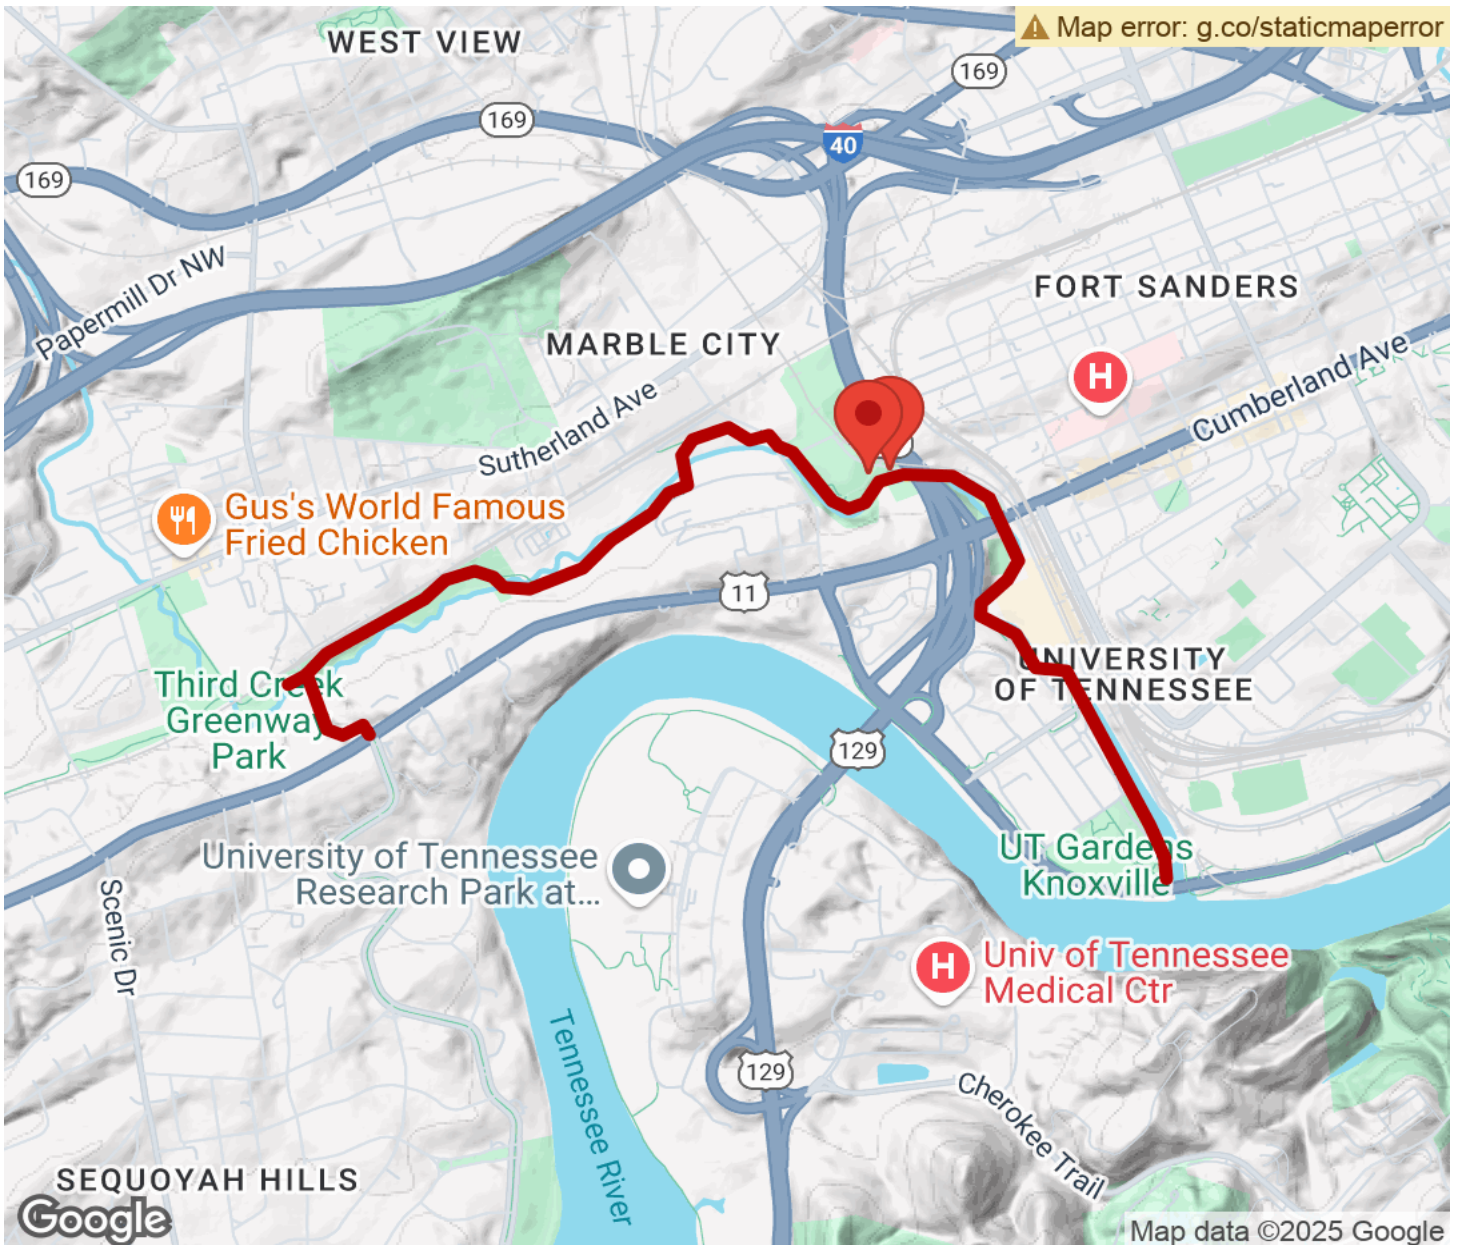 Map error: g.co/staticmaperror
WEST VIEW
169
169
40
169
Papermill Dr NW
FORT SANDERS
MARBLE CITY
H
Cumberland Ave
Sutherland Ave
Gus's World Famous
Fried Chicken
11
Third Creek
Greenway
Park
UNIVERSITY
OF TENNESSEE
129
University of Tennessee
Research Park at...
UT Gardens
Knoxville
Scenic Dr
H
Univ of Tennessee
Medical Ctr
Tennessee River
129
Cherokee Trail
SEQUOYAH HILLS
Google
Map data ©2025 Google